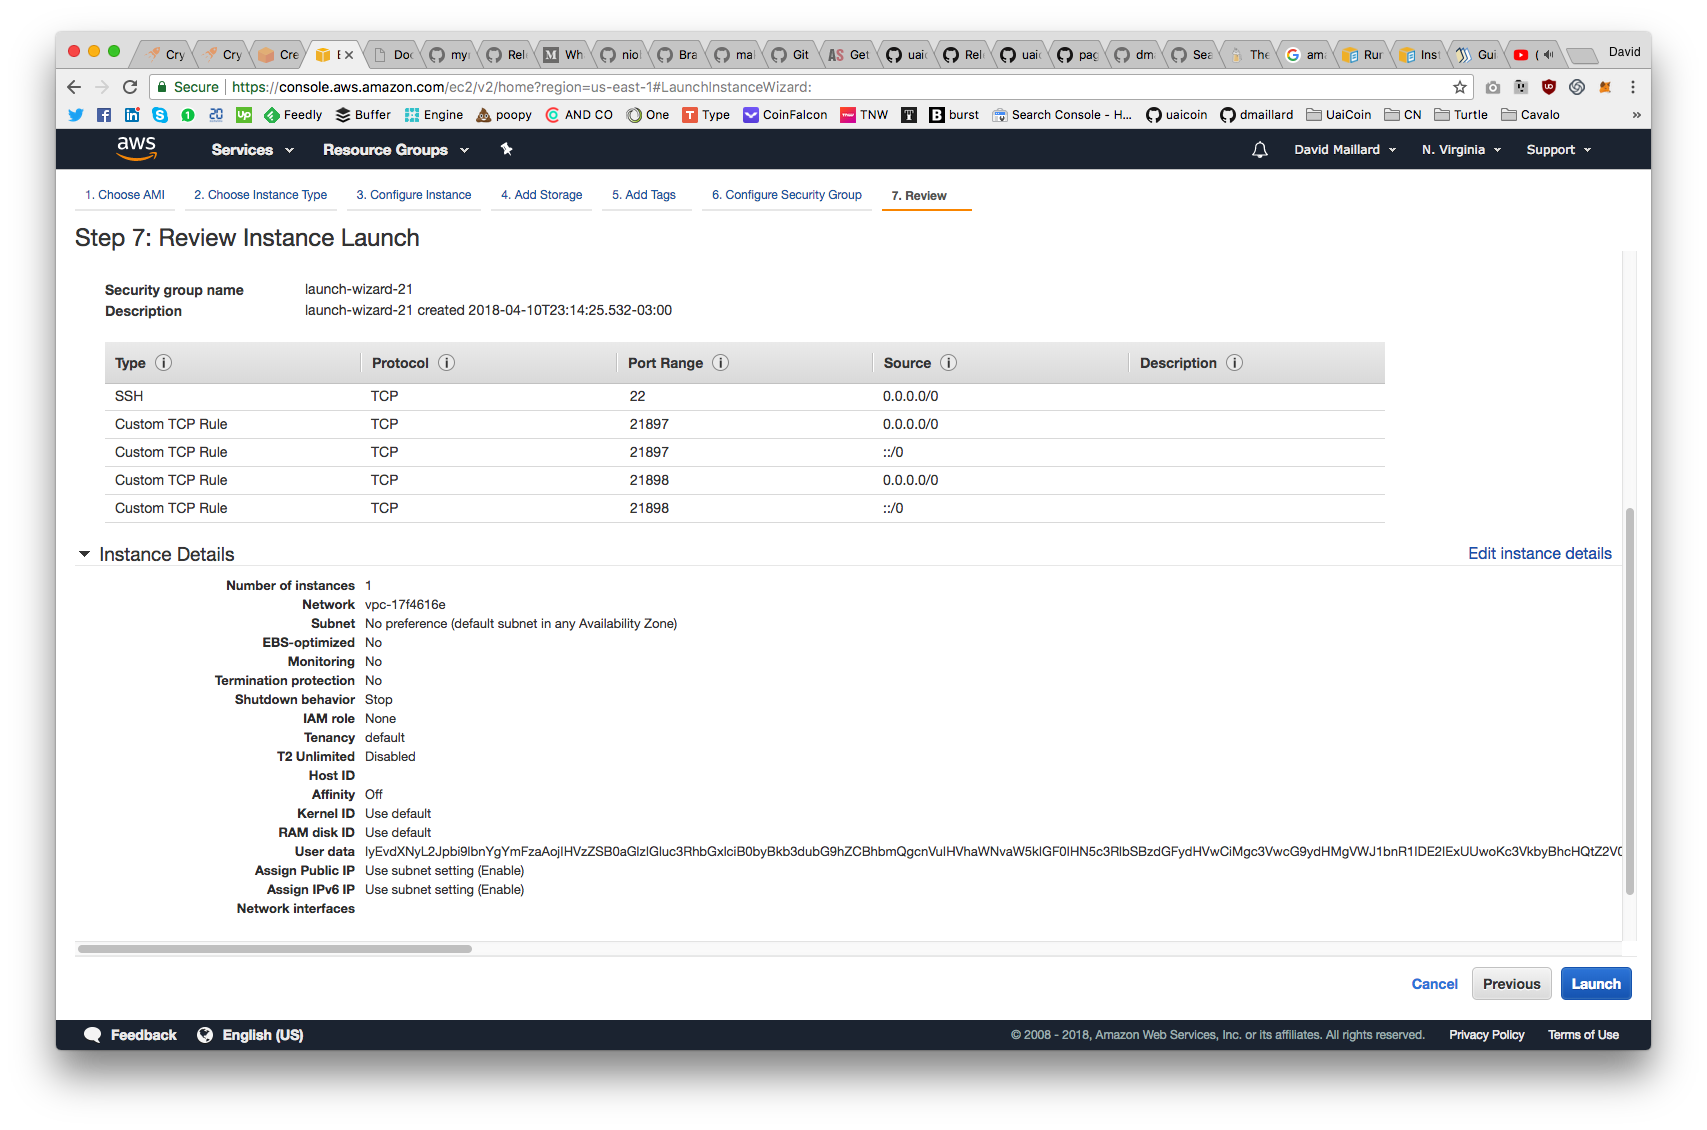 Cry
Cry
Cre
E
Doc
myr
Rel
Wh
niol
Bra
mal
Git
AS Get
uaic
Rel
uaic
pag
dm
Sea
The
ama
Rur
Inst
Gui
(
David
Secure https://console.aws.amazon.com/ec2/v2/home?region=us-east-1#LaunchInstanceWizard:
20 Up Feedly Buffer Engine poopy AND CO One Type CoinFalcon TNW burst Search Console - H... uaicoin dmaillard UaiCoin CN Turtle Cavalo »
aws Services Resource Groups David Maillard N. Virginia Support
1. Choose AMI 2. Choose Instance Type 3. Configure Instance 4. Add Storage 5. Add Tags 6. Configure Security Group 7. Review
Step 7: Review Instance Launch
Security group name launch-wizard-21
Description launch-wizard-21 created 2018-04-10T23:14:25.532-03:00
Type Protocol Port Range Source Description
SSH TCP 22 0.0.0.0/0
Custom TCP Rule TCP 21897 0.0.0.0/0
Custom TCP Rule TCP 21897 ::/0
Custom TCP Rule TCP 21898 0.0.0.0/0
Custom TCP Rule TCP 21898 ::/0
Instance Details Edit instance details
Number of instances 1
Network vpc-17f4616e
Subnet No preference (default subnet in any Availability Zone)
EBS-optimized No
Monitoring No
Termination protection No
Shutdown behavior Stop
IAM role None
Tenancy default
T2 Unlimited Disabled
Host ID
Affinity Off
Kernel ID Use default
RAM disk ID Use default
User data
Assign Public IP Use subnet setting (Enable)
Assign IPv6 IP Use subnet setting (Enable)
Network interfaces
Cancel Previous Launch
Feedback English (US) © 2008 - 2018, Amazon Web Services, Inc. or its affiliates. All rights reserved. Privacy Policy Terms of Use